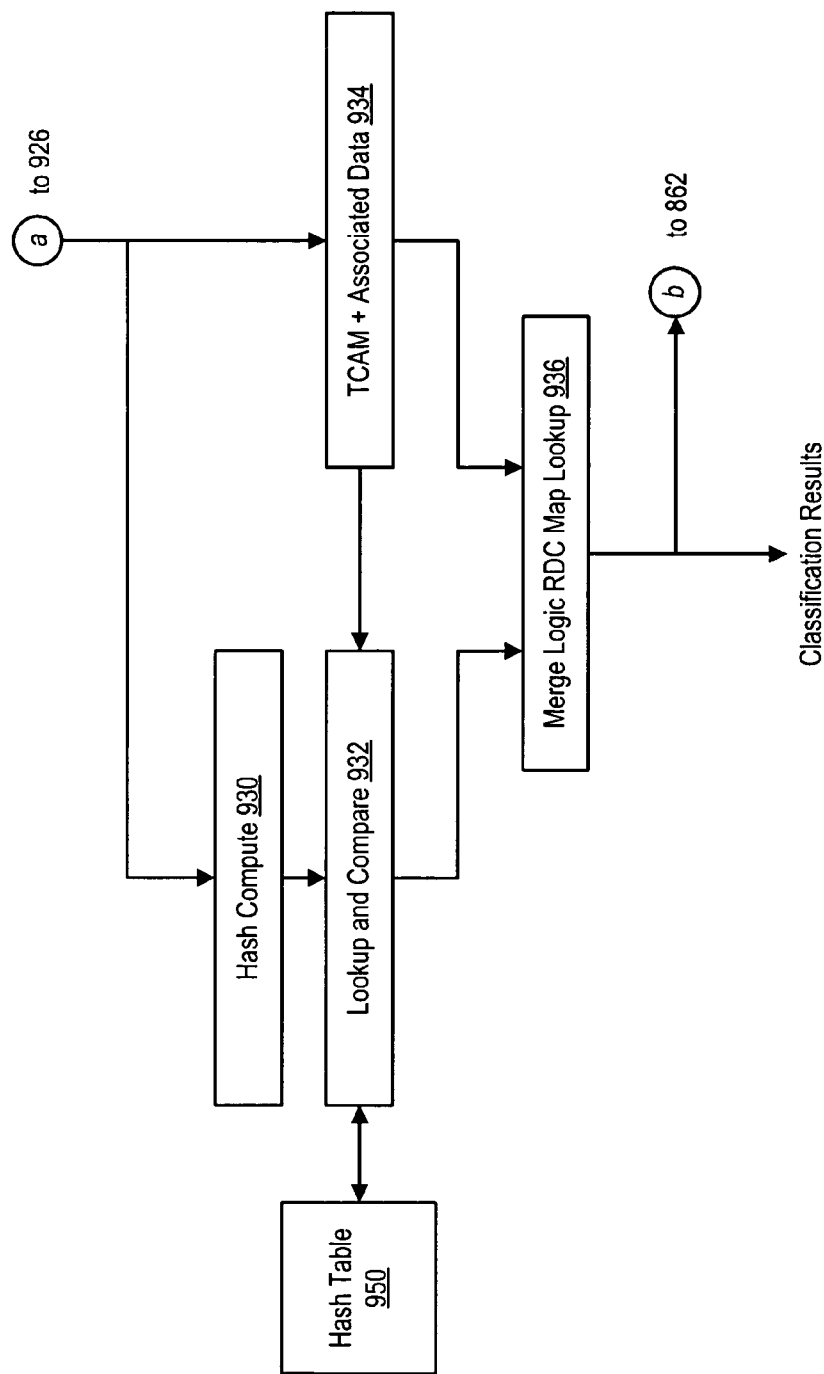 a
to 926
Hash Compute 930
TCAM + Associated Data 934
Hash Table
950
Lookup and Compare 932
Merge Logic RDC Map Lookup 936
b
to 862
Classification Results